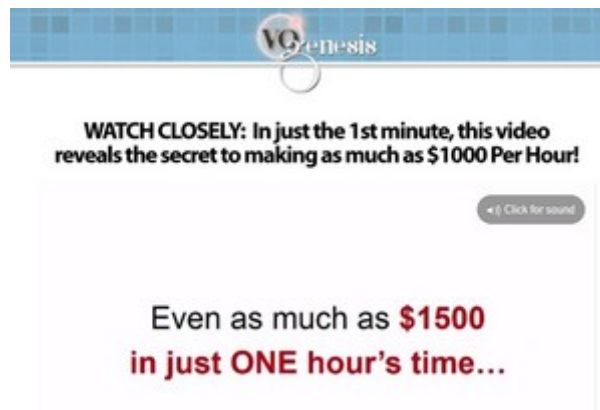 VOgenesis
WATCH CLOSELY: In just the 1st minute, this video
reveals the secret to making as much as $1000 Per Hour!
Click for sound
Even as much as $1500
in just ONE hour's time...